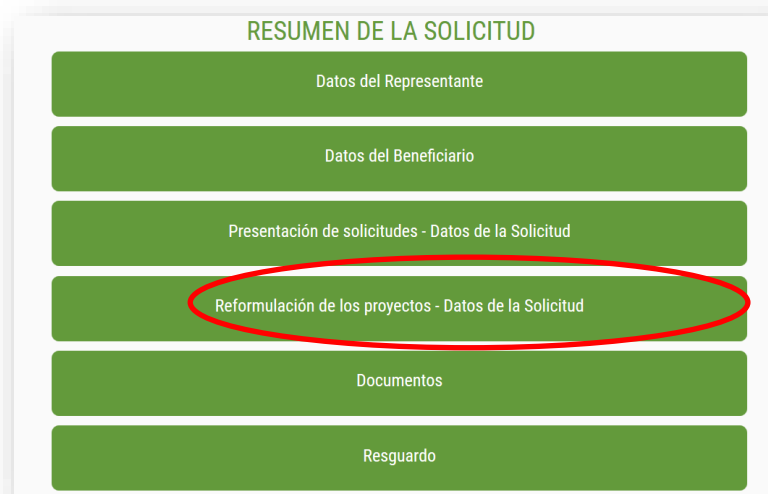 RESUMEN DE LA SOLICITUD
Datos del Representante
Datos del Beneficiario
Presentación de solicitudes - Datos de la Solicitud
Reformulación de los proyectos - Datos de la Solicitud
Documentos
Resguardo